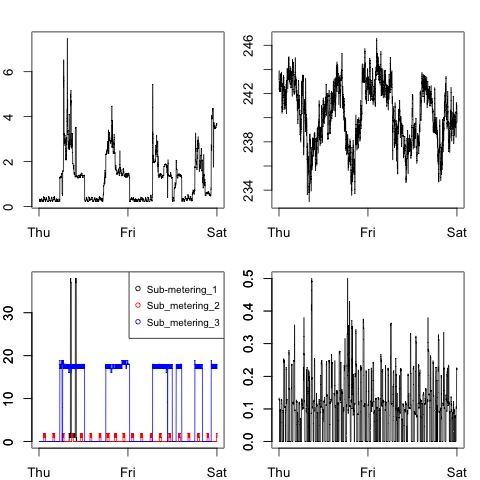 0 2 4 6
Thu Fri Sat
234 238 242 246
Thu Fri Sat
0 10 20 30
Sub-metering_1
Sub_metering_2
Sub_metering_3
Thu Fri Sat
0.0 0.1 0.2 0.3 0.4 0.5
Thu Fri Sat